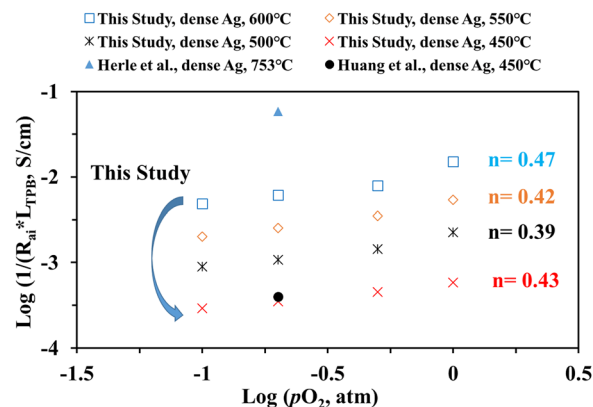 This Study, dense Ag, 600°C
This Study, dense Ag, 550°C
This Study, dense Ag, 500°C
This Study, dense Ag, 450°C
Herle et al., dense Ag, 753°C
Huang et al., dense Ag, 450°C
-1
-2
-3
-4
Log (1/(Rai*LTPB, S/cm)
This Study
n= 0.47
n= 0.42
n= 0.39
n= 0.43
-1.5
-1
-0.5
0
0.5
Log (pO2, atm)